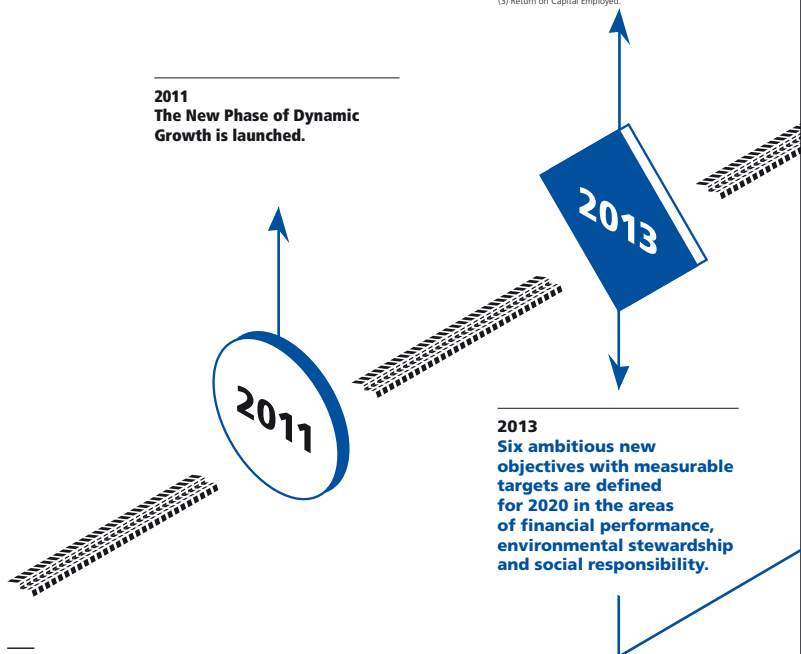 (3) Return on Capital Employed.
2011
The New Phase of Dynamic
Growth is launched.
2013
2011
2013
Six ambitious new
objectives with measurable
targets are defined
for 2020 in the areas
of financial performance,
environmental stewardship
and social responsibility.